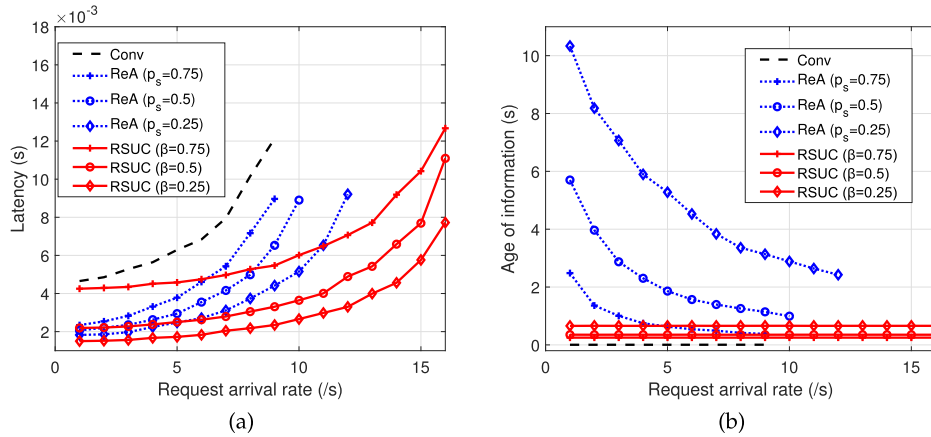 ×10⁻³
18
16
14
12
10
8
6
4
2
Latency (s)
0
5
10
15
Request arrival rate (/s)
Conv
ReA (pₛ=0.75)
ReA (pₛ=0.5)
ReA (pₛ=0.25)
RSUC (β=0.75)
RSUC (β=0.5)
RSUC (β=0.25)
(a)
10
8
6
4
2
0
Age of information (s)
0
5
10
15
Request arrival rate (/s)
Conv
ReA (pₛ=0.75)
ReA (pₛ=0.5)
ReA (pₛ=0.25)
RSUC (β=0.75)
RSUC (β=0.5)
RSUC (β=0.25)
(b)